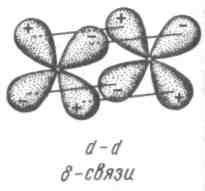 + - + -
- + - +
d-d
δ-связи